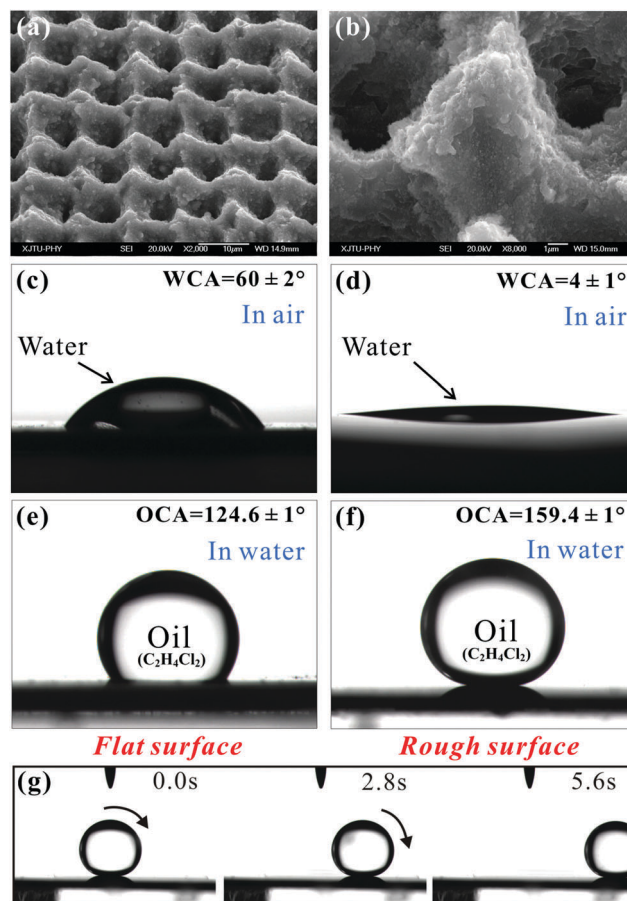 (a)
(b)
XJTU-PHY SEI 20.0kV X2,000 10μm WD 14.9mm
XJTU-PHY SEI 20.0kV X8,000 1μm WD 15.0mm
(c) WCA=60 ± 2°
In air
Water
(d) WCA=4 ± 1°
In air
Water
(e) OCA=124.6 ± 1°
In water
Oil
(C₂H₄Cl₂)
(f) OCA=159.4 ± 1°
In water
Oil
(C₂H₄Cl₂)
Flat surface
Rough surface
(g) 0.0s 2.8s 5.6s